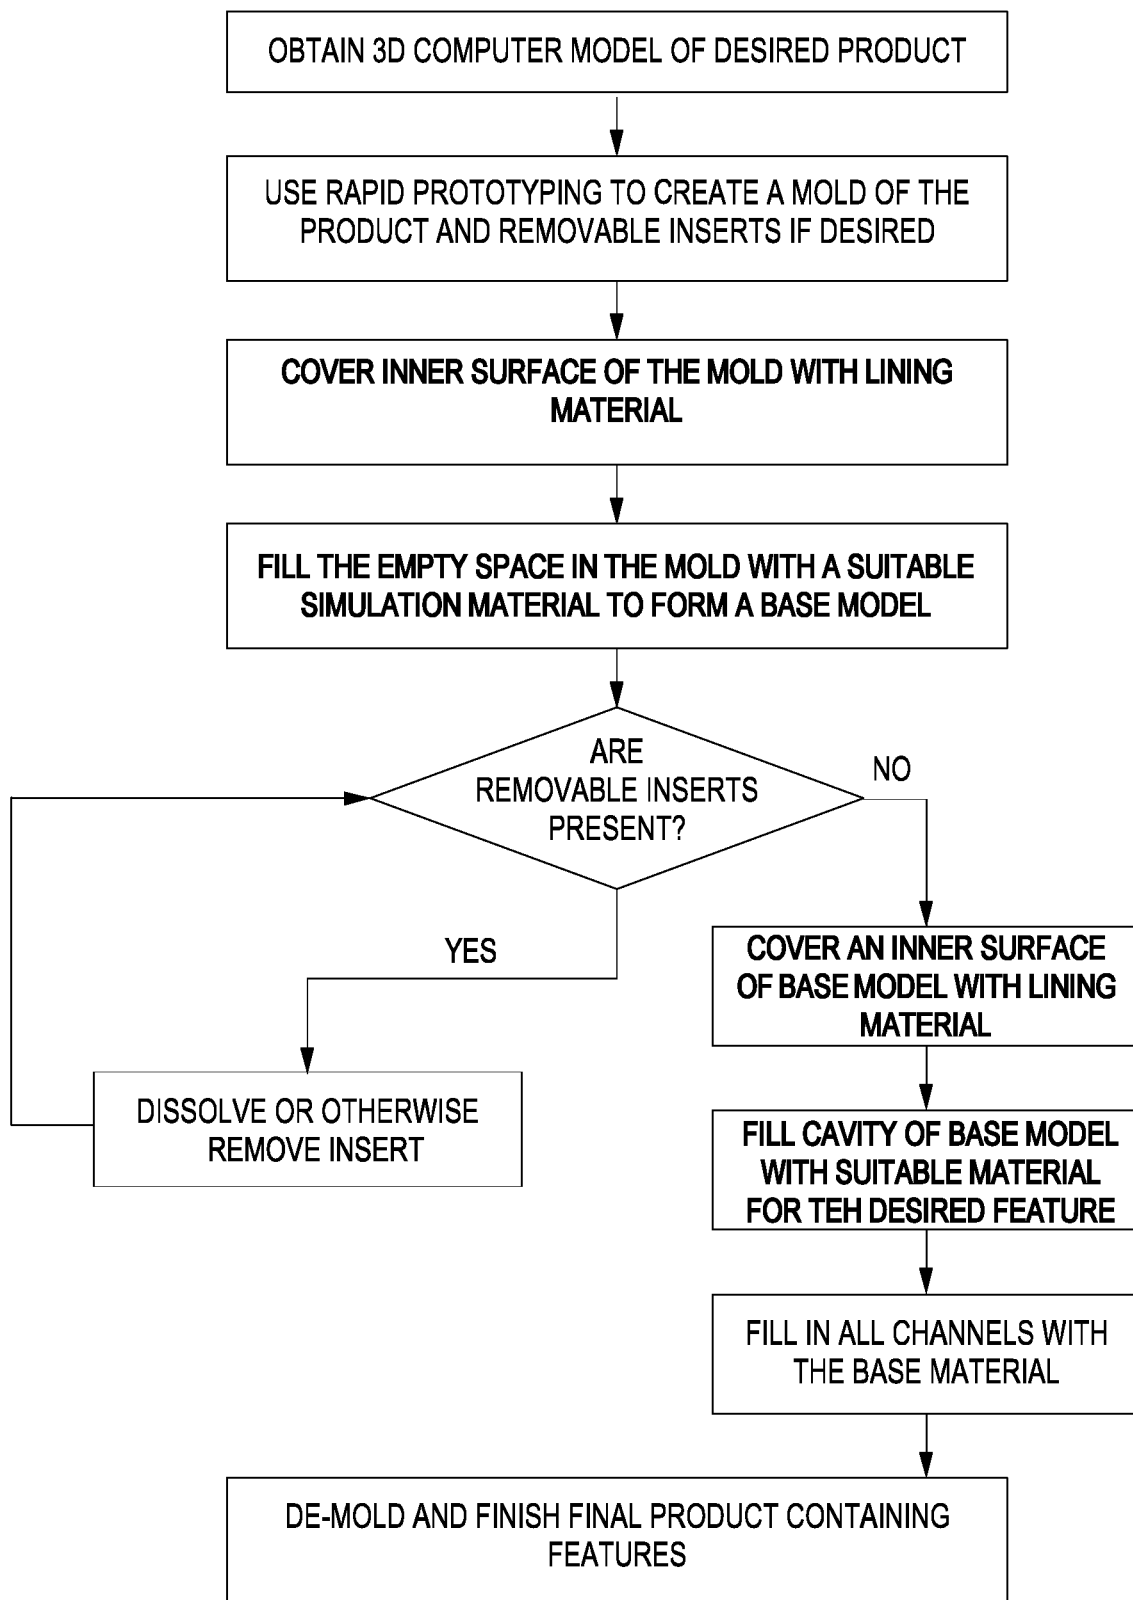 OBTAIN 3D COMPUTER MODEL OF DESIRED PRODUCT
USE RAPID PROTOTYPING TO CREATE A MOLD OF THE
PRODUCT AND REMOVABLE INSERTS IF DESIRED
COVER INNER SURFACE OF THE MOLD WITH LINING
MATERIAL
FILL THE EMPTY SPACE IN THE MOLD WITH A SUITABLE
SIMULATION MATERIAL TO FORM A BASE MODEL
ARE
REMOVABLE INSERTS
PRESENT?
NO
YES
DISSOLVE OR OTHERWISE
REMOVE INSERT
COVER AN INNER SURFACE
OF BASE MODEL WITH LINING
MATERIAL
FILL CAVITY OF BASE MODEL
WITH SUITABLE MATERIAL
FOR TEH DESIRED FEATURE
FILL IN ALL CHANNELS WITH
THE BASE MATERIAL
DE-MOLD AND FINISH FINAL PRODUCT CONTAINING
FEATURES